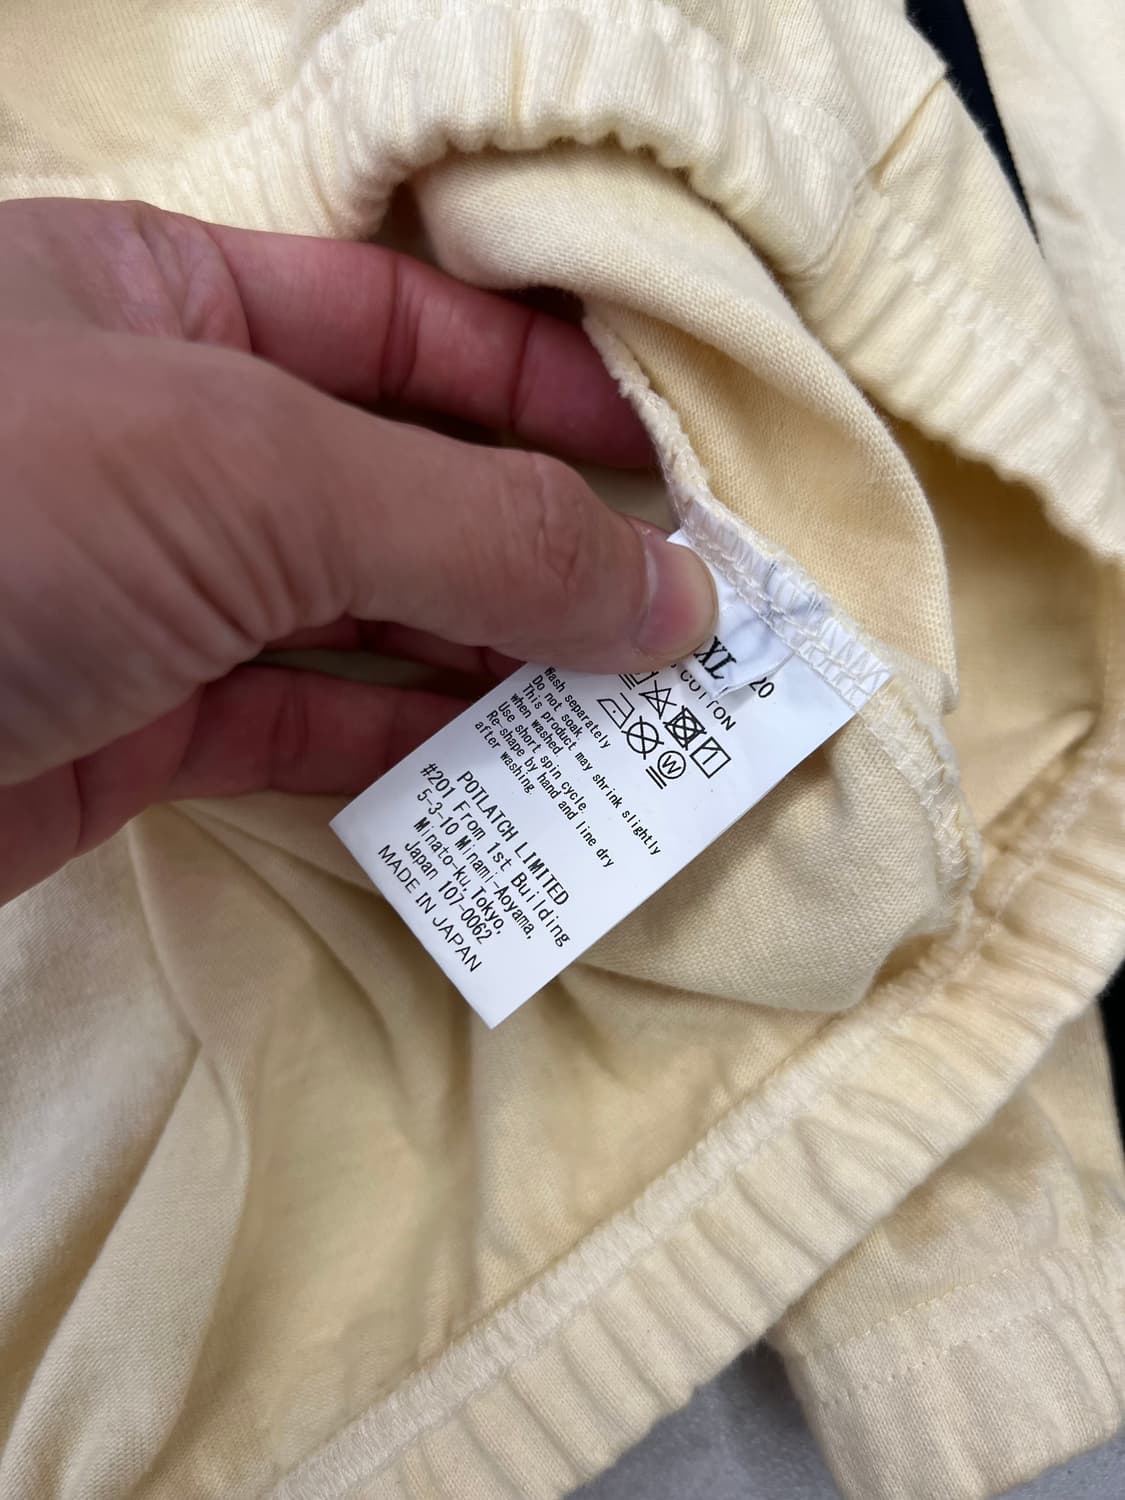 XL
20
COTTON
Wash separately
Do not soak.
This product may shrink slightly
when washed.
Use short spin cycle.
Re-shape by hand and line dry
after washing.
POTLATCH LIMITED
#201 From 1st Building
5-3-10 Minami-Aoyama,
Minato-ku, Tokyo,
Japan 107-0062
MADE IN JAPAN
W